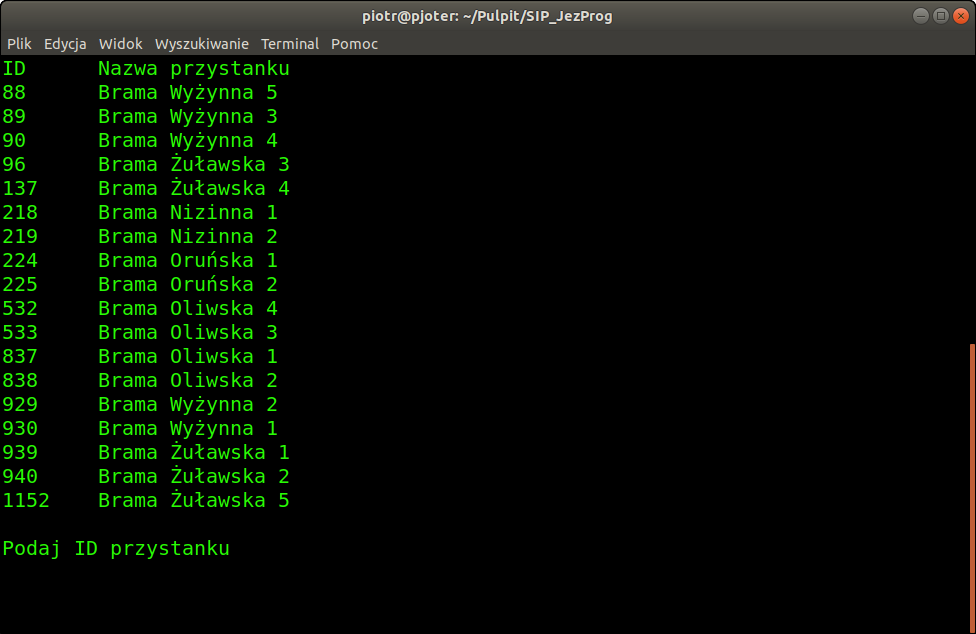 piotr@pjoter: ~/Pulpit/SIP_JezProg
Plik Edycja Widok Wyszukiwanie Terminal Pomoc
ID Nazwa przystanku
88 Brama Wyżynna 5
89 Brama Wyżynna 3
90 Brama Wyżynna 4
96 Brama Żuławska 3
137 Brama Żuławska 4
218 Brama Nizinna 1
219 Brama Nizinna 2
224 Brama Oruńska 1
225 Brama Oruńska 2
532 Brama Oliwska 4
533 Brama Oliwska 3
837 Brama Oliwska 1
838 Brama Oliwska 2
929 Brama Wyżynna 2
930 Brama Wyżynna 1
939 Brama Żuławska 1
940 Brama Żuławska 2
1152 Brama Żuławska 5
Podaj ID przystanku